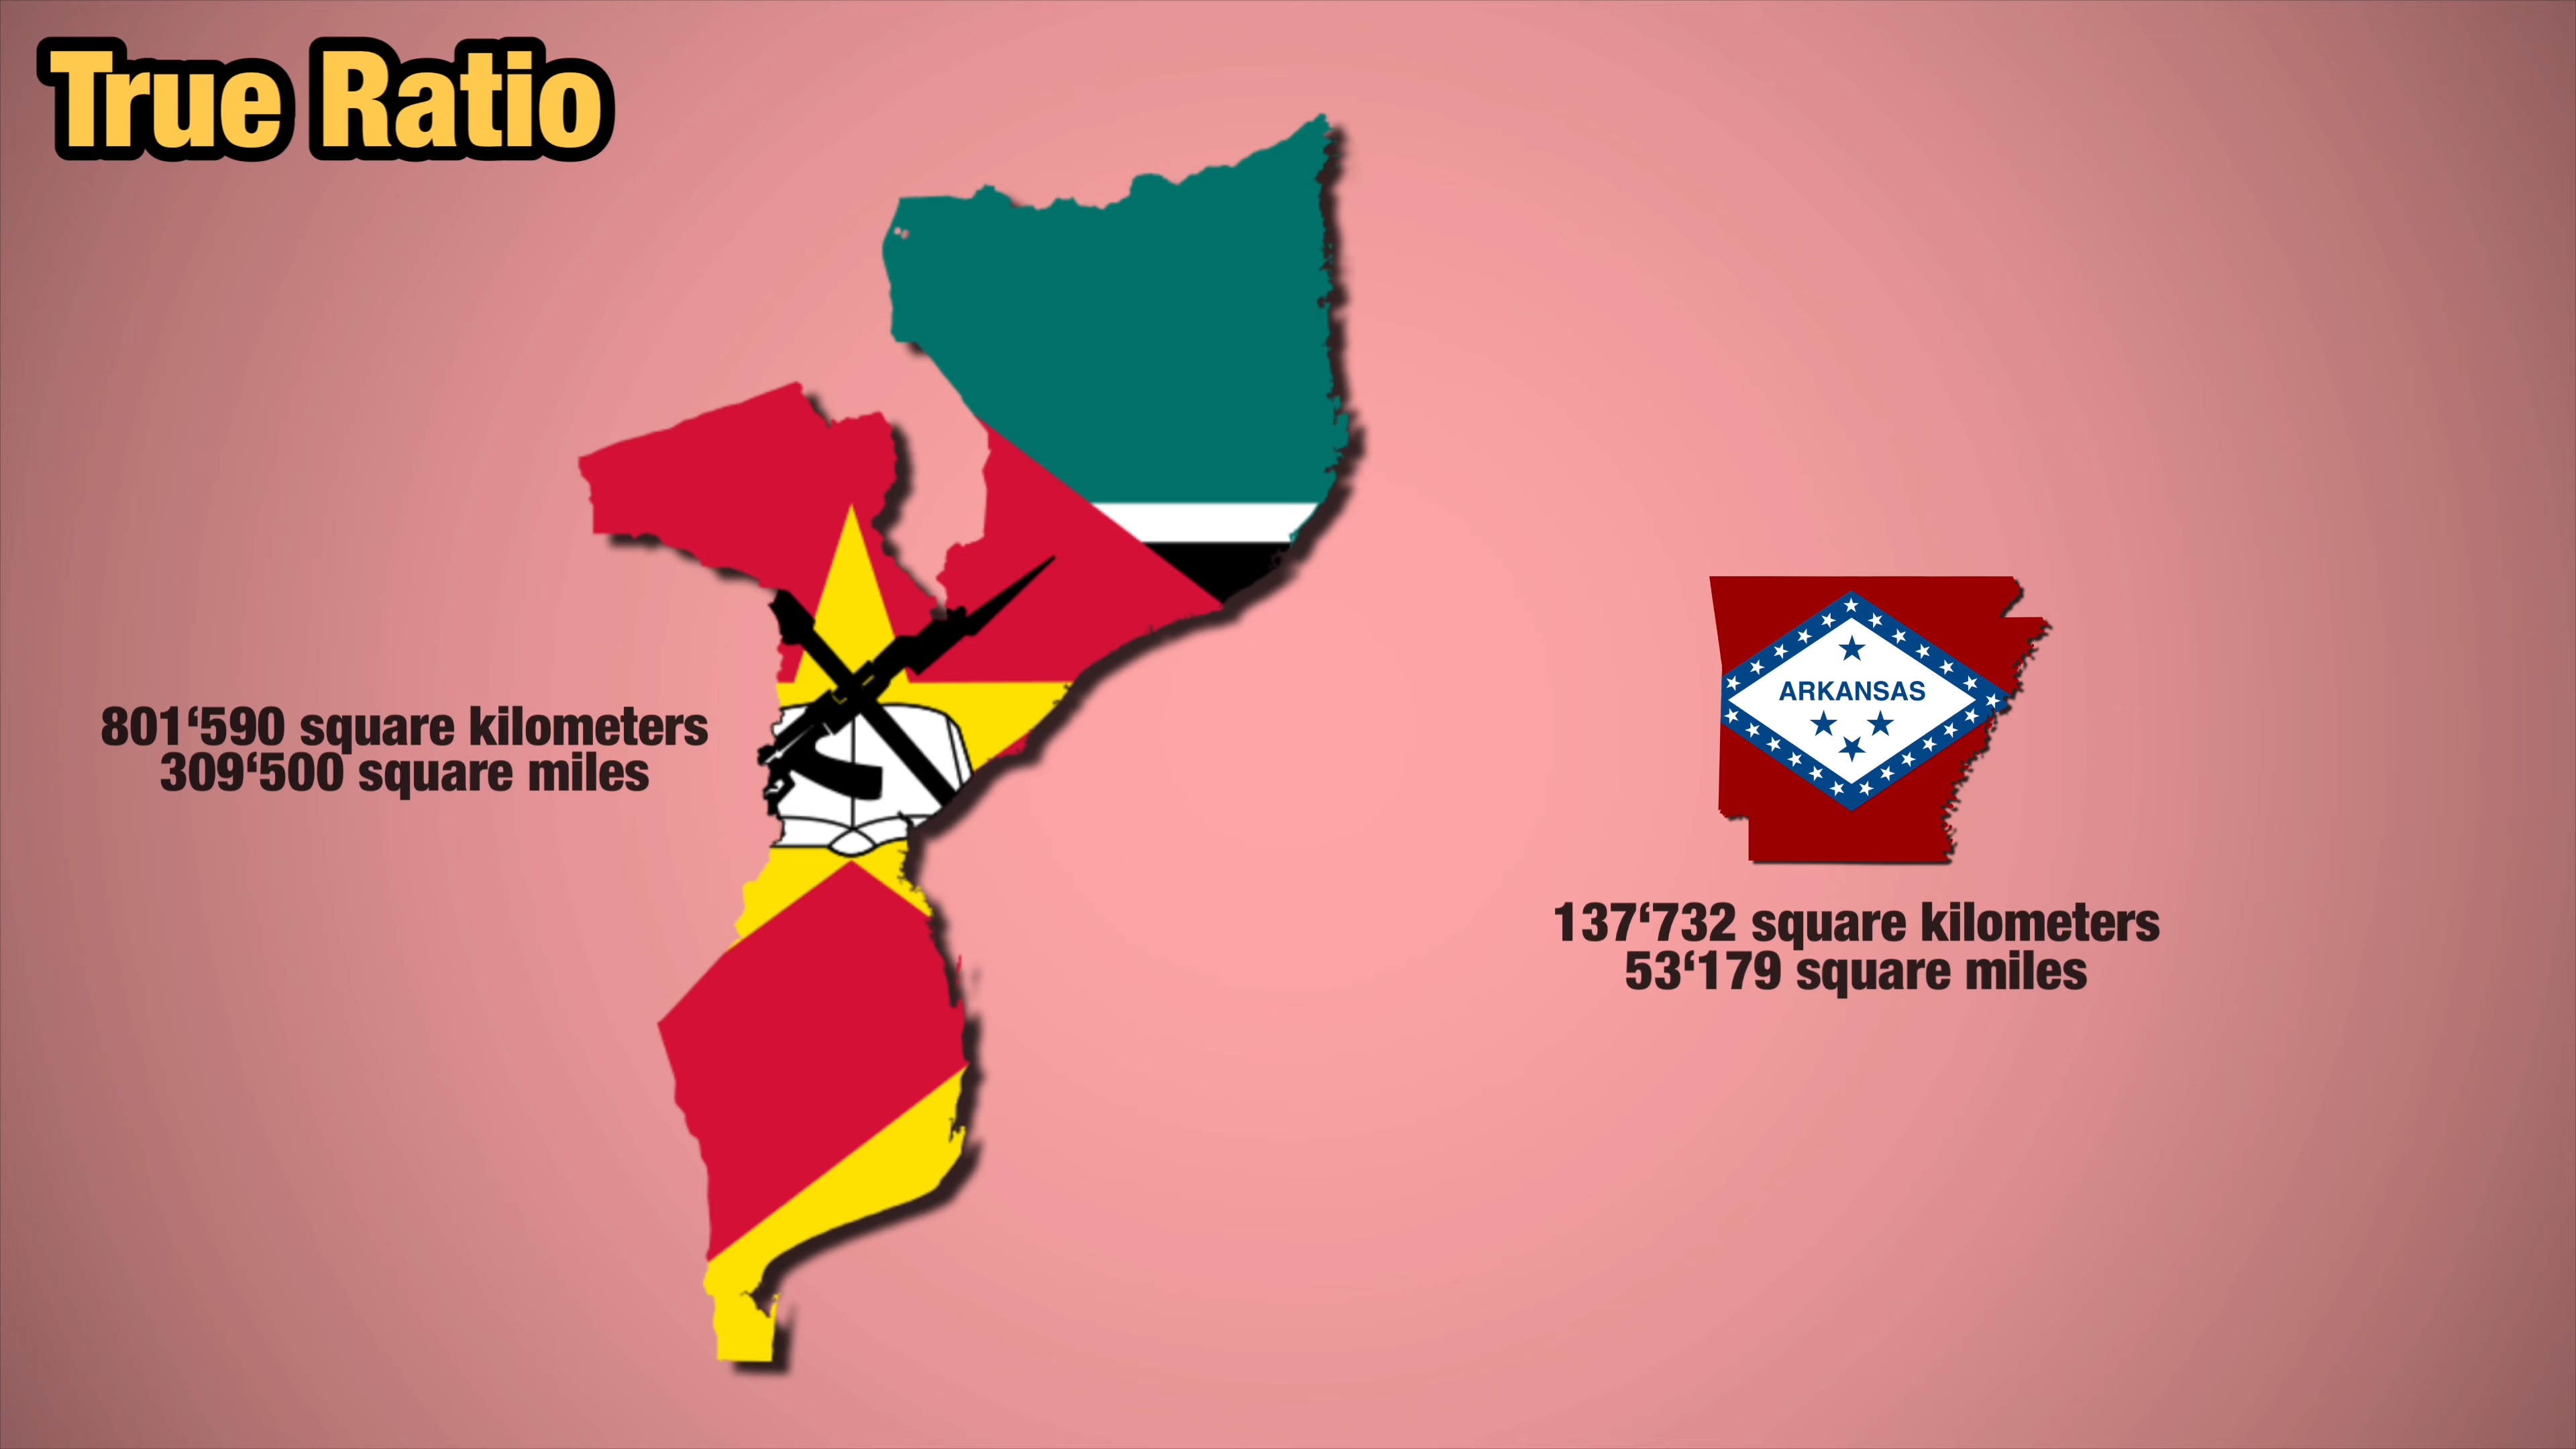 True Ratio
801‘590 square kilometers
309‘500 square miles
ARKANSAS
137‘732 square kilometers
53‘179 square miles